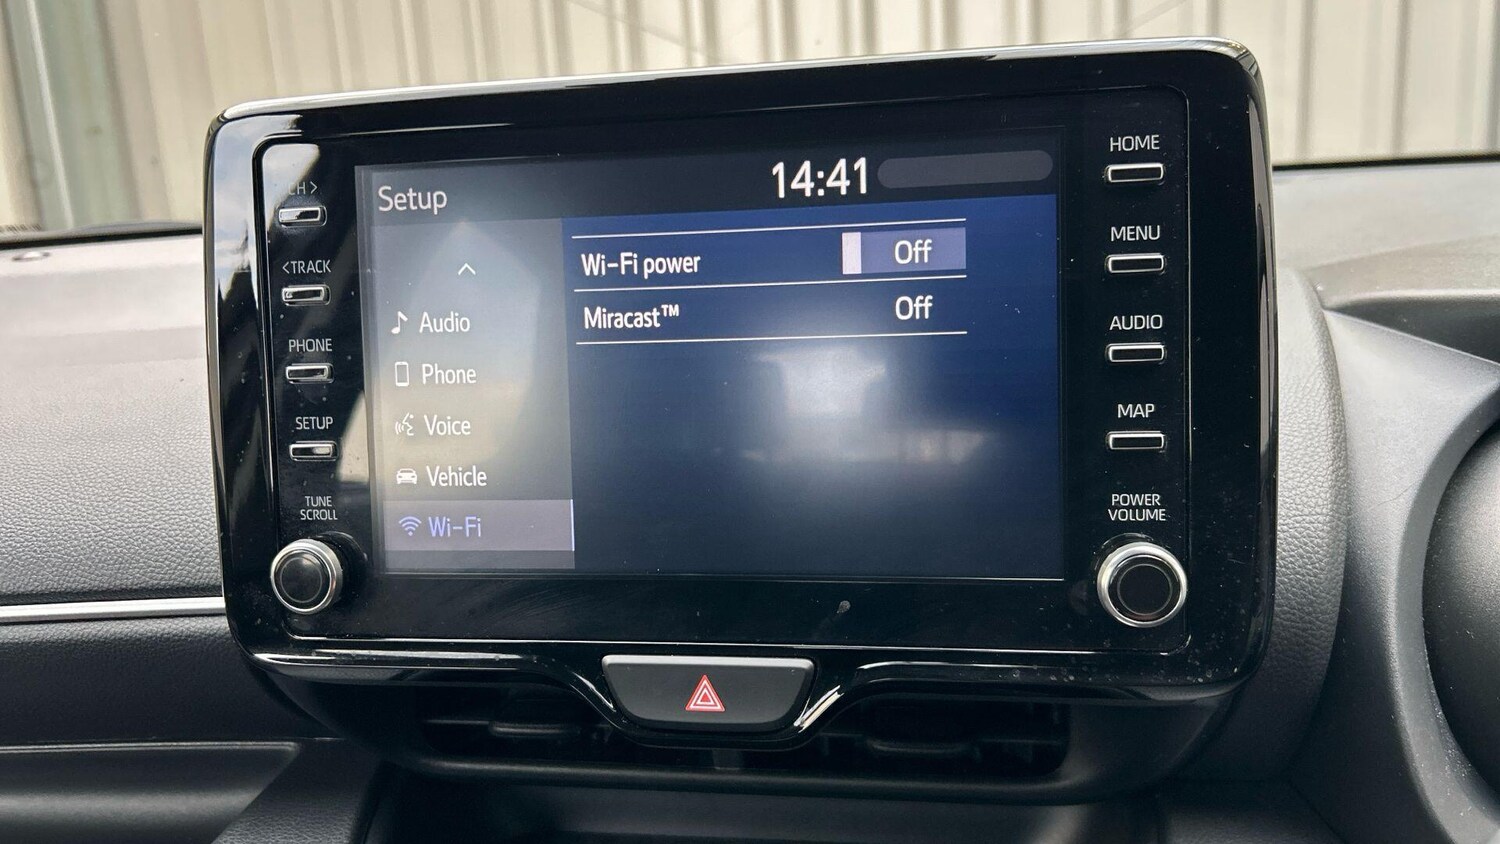 CH >
<TRACK
PHONE
SETUP
TUNE
SCROLL
Setup
14:41
Audio
Phone
Voice
Vehicle
Wi-Fi
Wi-Fi power
Off
Miracast™
Off
HOME
MENU
AUDIO
MAP
POWER
VOLUME